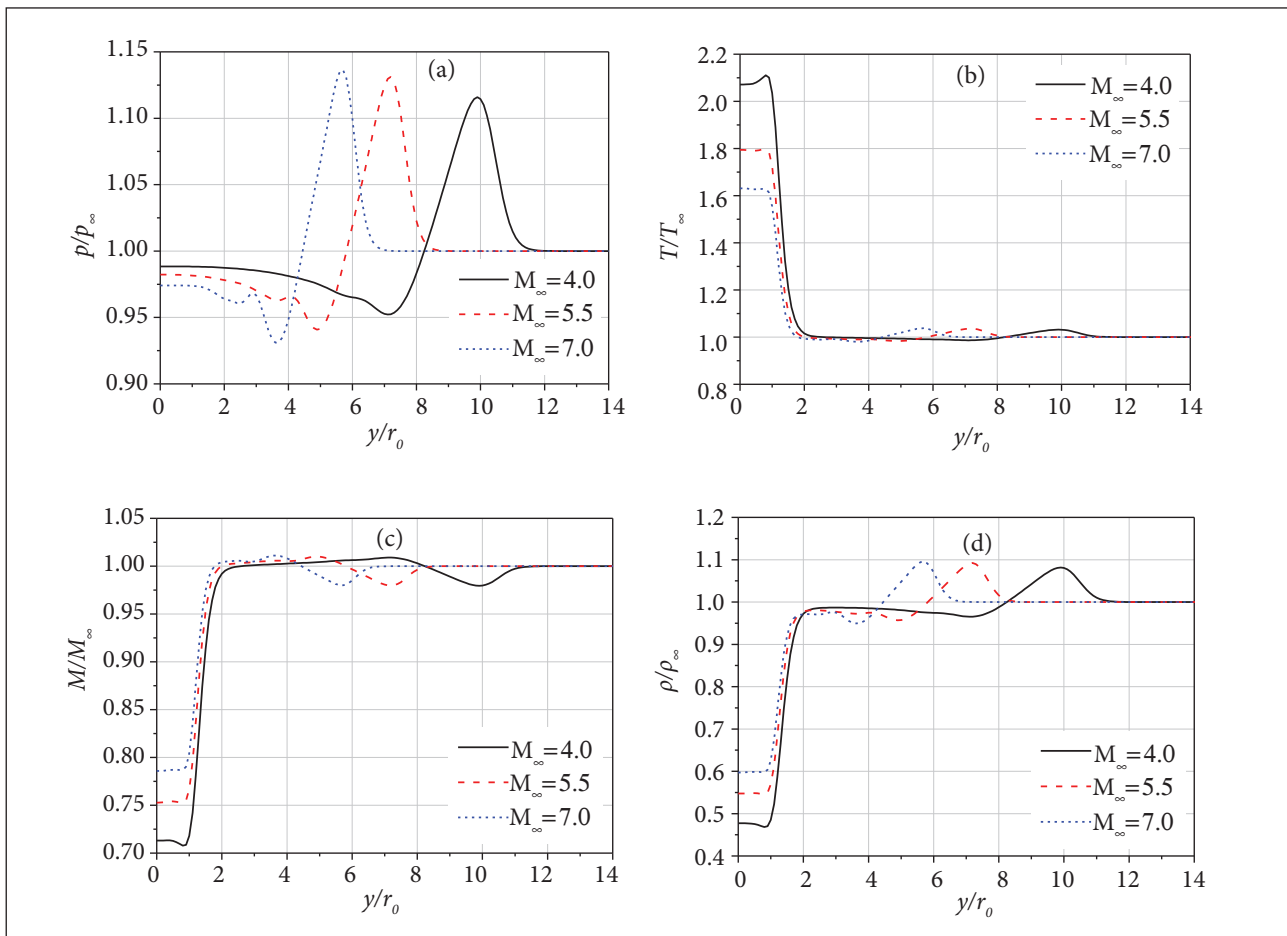 (a)
1.15
1.10
1.05
1.00
0.95
0.90
p/p∞
M∞=4.0
M∞=5.5
M∞=7.0
0 2 4 6 8 10 12 14
y/r0
(b)
2.2
2.0
1.8
1.6
1.4
1.2
1.0
0.8
T/T∞
M∞=4.0
M∞=5.5
M∞=7.0
0 2 4 6 8 10 12 14
y/r0
(c)
1.05
1.00
0.95
0.90
0.85
0.80
0.75
0.70
M/M∞
M∞=4.0
M∞=5.5
M∞=7.0
0 2 4 6 8 10 12 14
y/r0
(d)
1.2
1.1
1.0
0.9
0.8
0.7
0.6
0.5
0.4
ρ/ρ∞
M∞=4.0
M∞=5.5
M∞=7.0
0 2 4 6 8 10 12 14
y/r0